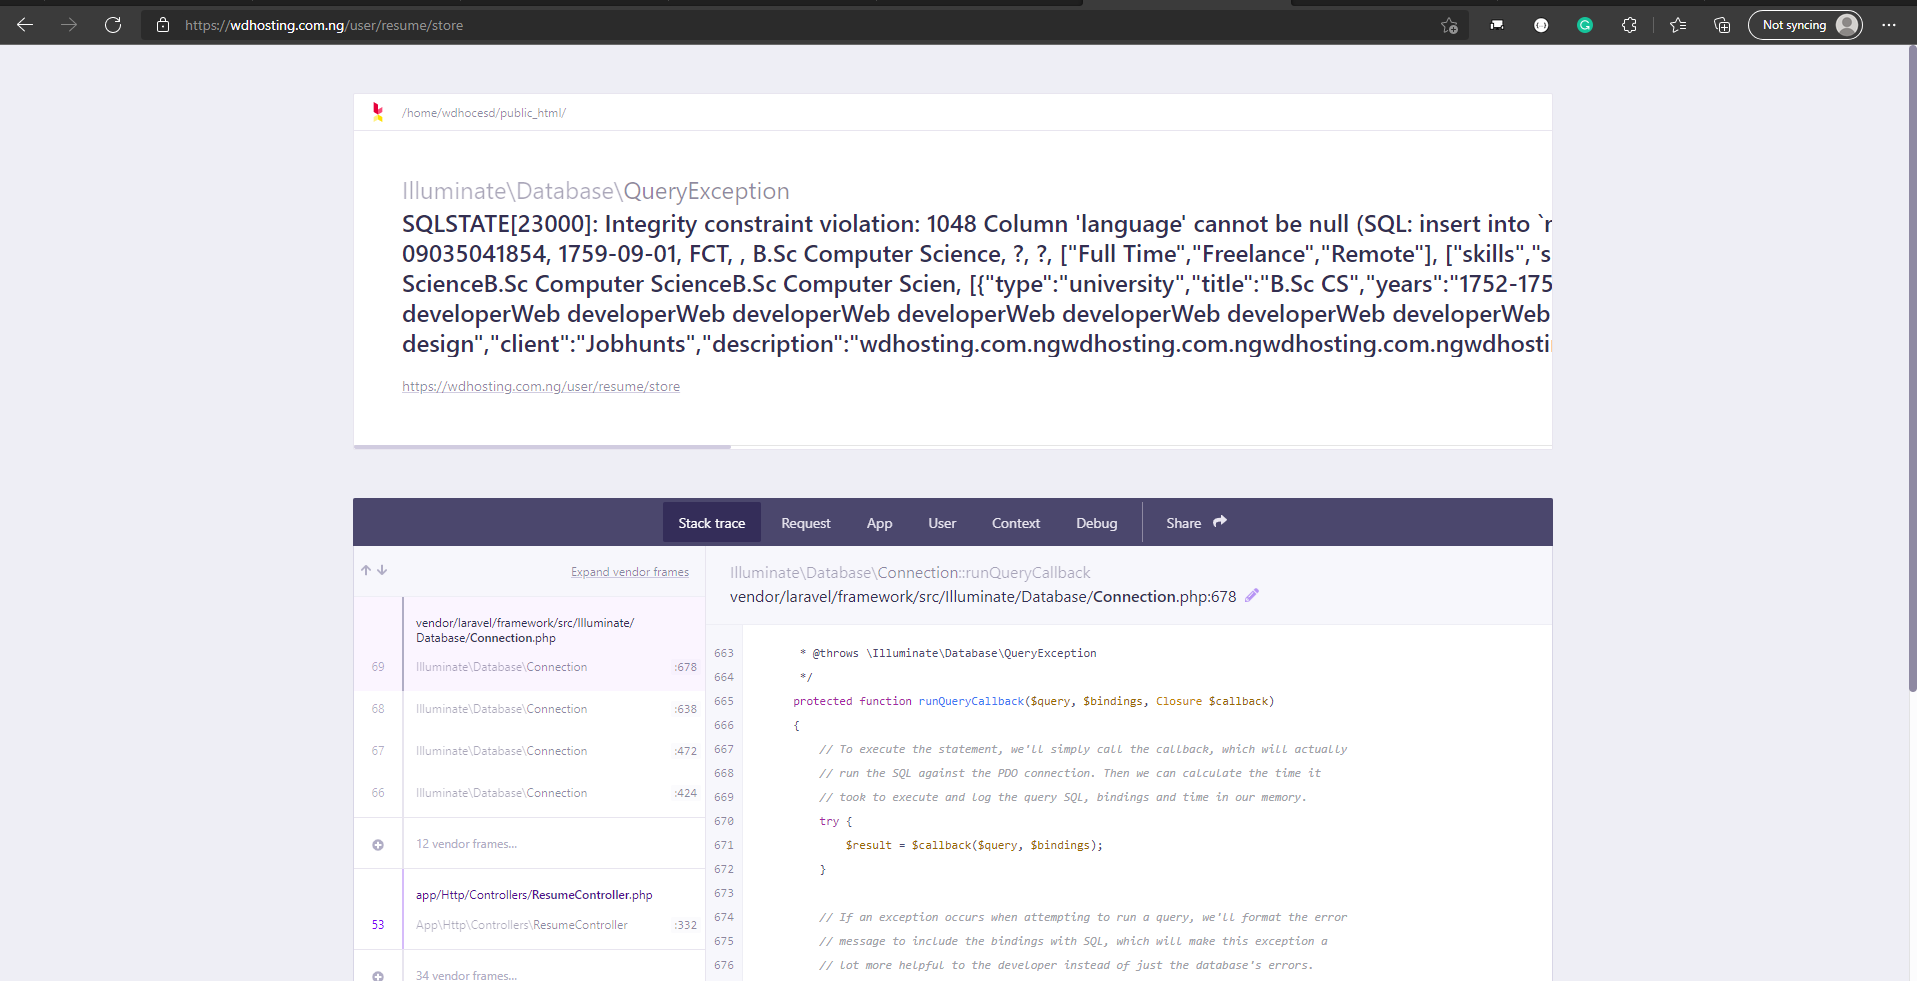 https://wdhosting.com.ng/user/resume/store
Not syncing
/home/wdhocesd/public_html/
Illuminate\Database\QueryException
SQLSTATE[23000]: Integrity constraint violation: 1048 Column 'language' cannot be null (SQL: insert into `r
09035041854, 1759-09-01, FCT, , B.Sc Computer Science, ?, ?, ["Full Time","Freelance","Remote"], ["skills","s
ScienceB.Sc Computer ScienceB.Sc Computer Scien, [{"type":"university","title":"B.Sc CS","years":"1752-175
developerWeb developerWeb developerWeb developerWeb developerWeb developerWeb developerWeb
design","client":"Jobhunts","description":"wdhosting.com.ngwdhosting.com.ngwdhosting.com.ngwdhosti
https://wdhosting.com.ng/user/resume/store
Stack trace Request App User Context Debug Share
Expand vendor frames
vendor/laravel/framework/src/Illuminate/
Database/Connection.php
69 Illuminate\Database\Connection :678
68 Illuminate\Database\Connection :638
67 Illuminate\Database\Connection :472
66 Illuminate\Database\Connection :424
12 vendor frames...
app/Http/Controllers/ResumeController.php
53 App\Http\Controllers\ResumeController :332
34 vendor frames...
Illuminate\Database\Connection::runQueryCallback
vendor/laravel/framework/src/Illuminate/Database/Connection.php:678
663 * @throws \Illuminate\Database\QueryException
664 */
665 protected function runQueryCallback($query, $bindings, Closure $callback)
666 {
667 // To execute the statement, we'll simply call the callback, which will actually
668 // run the SQL against the PDO connection. Then we can calculate the time it
669 // took to execute and log the query SQL, bindings and time in our memory.
670 try {
671 $result = $callback($query, $bindings);
672 }
673
674 // If an exception occurs when attempting to run a query, we'll format the error
675 // message to include the bindings with SQL, which will make this exception a
676 // lot more helpful to the developer instead of just the database's errors.